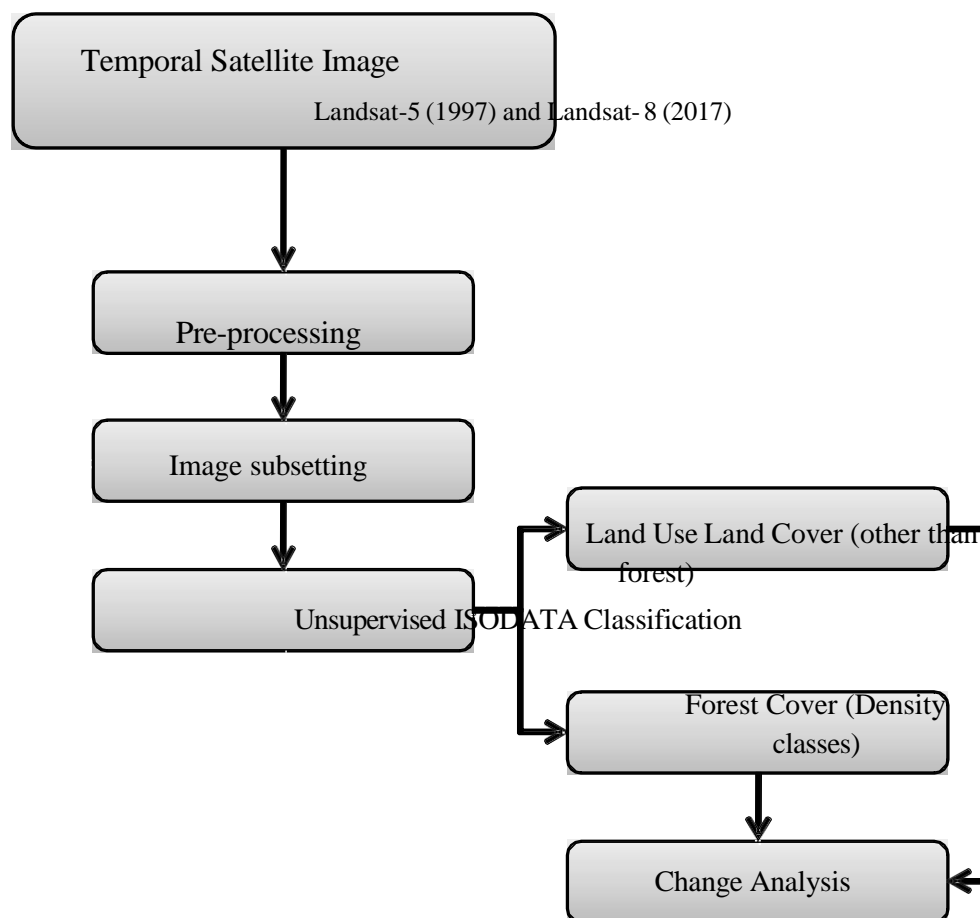 Temporal Satellite Image
Landsat-5 (1997) and Landsat- 8 (2017)
Pre-processing
Image subsetting
Land Use Land Cover (other than
forest)
Unsupervised ISODATA Classification
Forest Cover (Density
classes)
Change Analysis